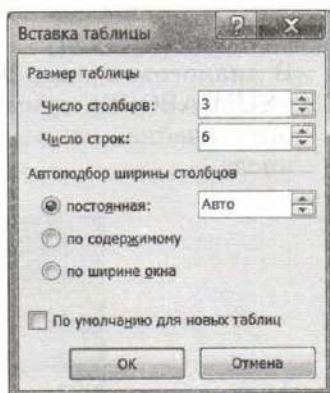 Вставка таблицы
Размер таблицы
Число столбцов: 3
Число строк: 6
Автоподбор ширины столбцов
постоянная: Авто
по содержимому
по ширине окна
По умолчанию для новых таблиц
ОК Отмена